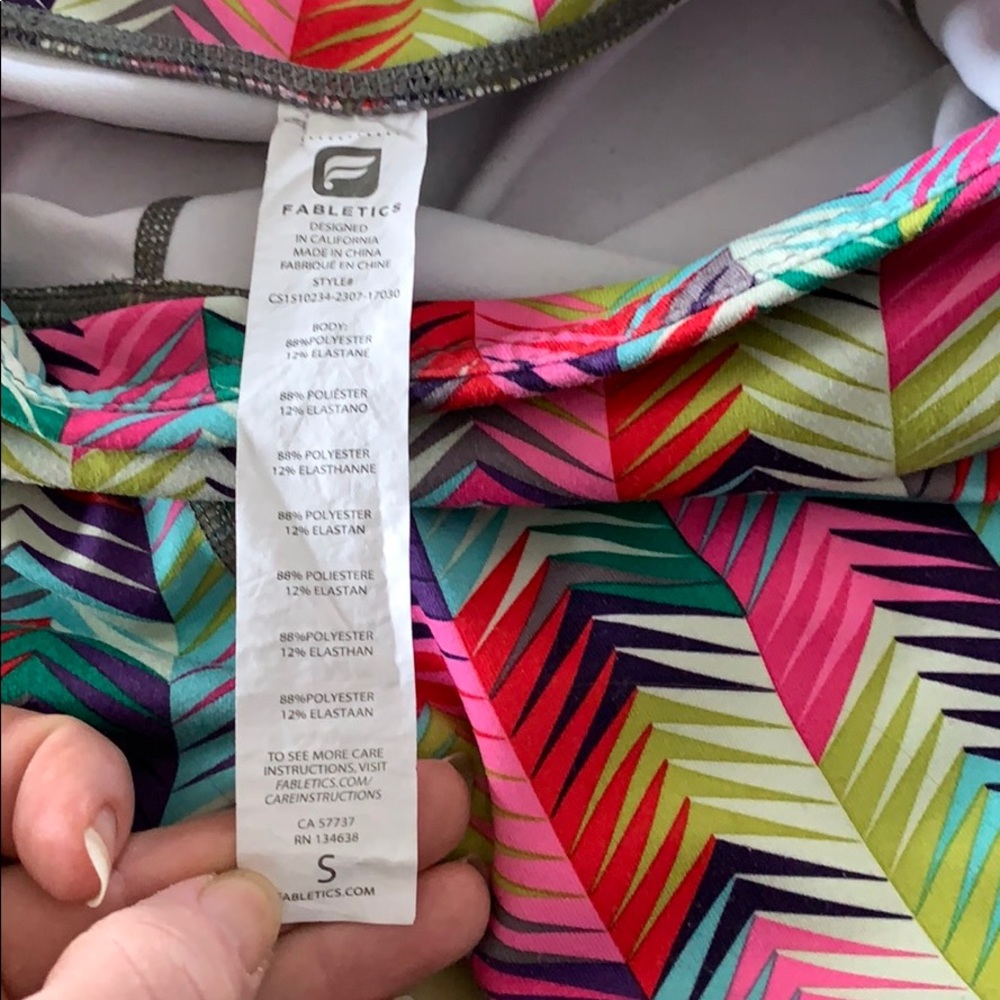 FABLETICS
DESIGNED
IN CALIFORNIA
MADE IN CHINA
FABRIQUÉ EN CHINE
STYLE#
CS1510234-2307-17030
BODY:
88%POLYESTER
12% ELASTANE
88% POLIÉSTER
12% ELASTANO
88% POLYESTER
12% ELASTHANNE
88% POLYESTER
12% ELASTAN
88% POLIESTERE
12% ELASTAN
88%POLYESTER
12% ELASTHAN
88%POLYESTER
12% ELASTAAN
TO SEE MORE CARE
INSTRUCTIONS, VISIT
FABLETICS.COM/
CAREINSTRUCTIONS
CA 57737
RN 134638
S
FABLETICS.COM